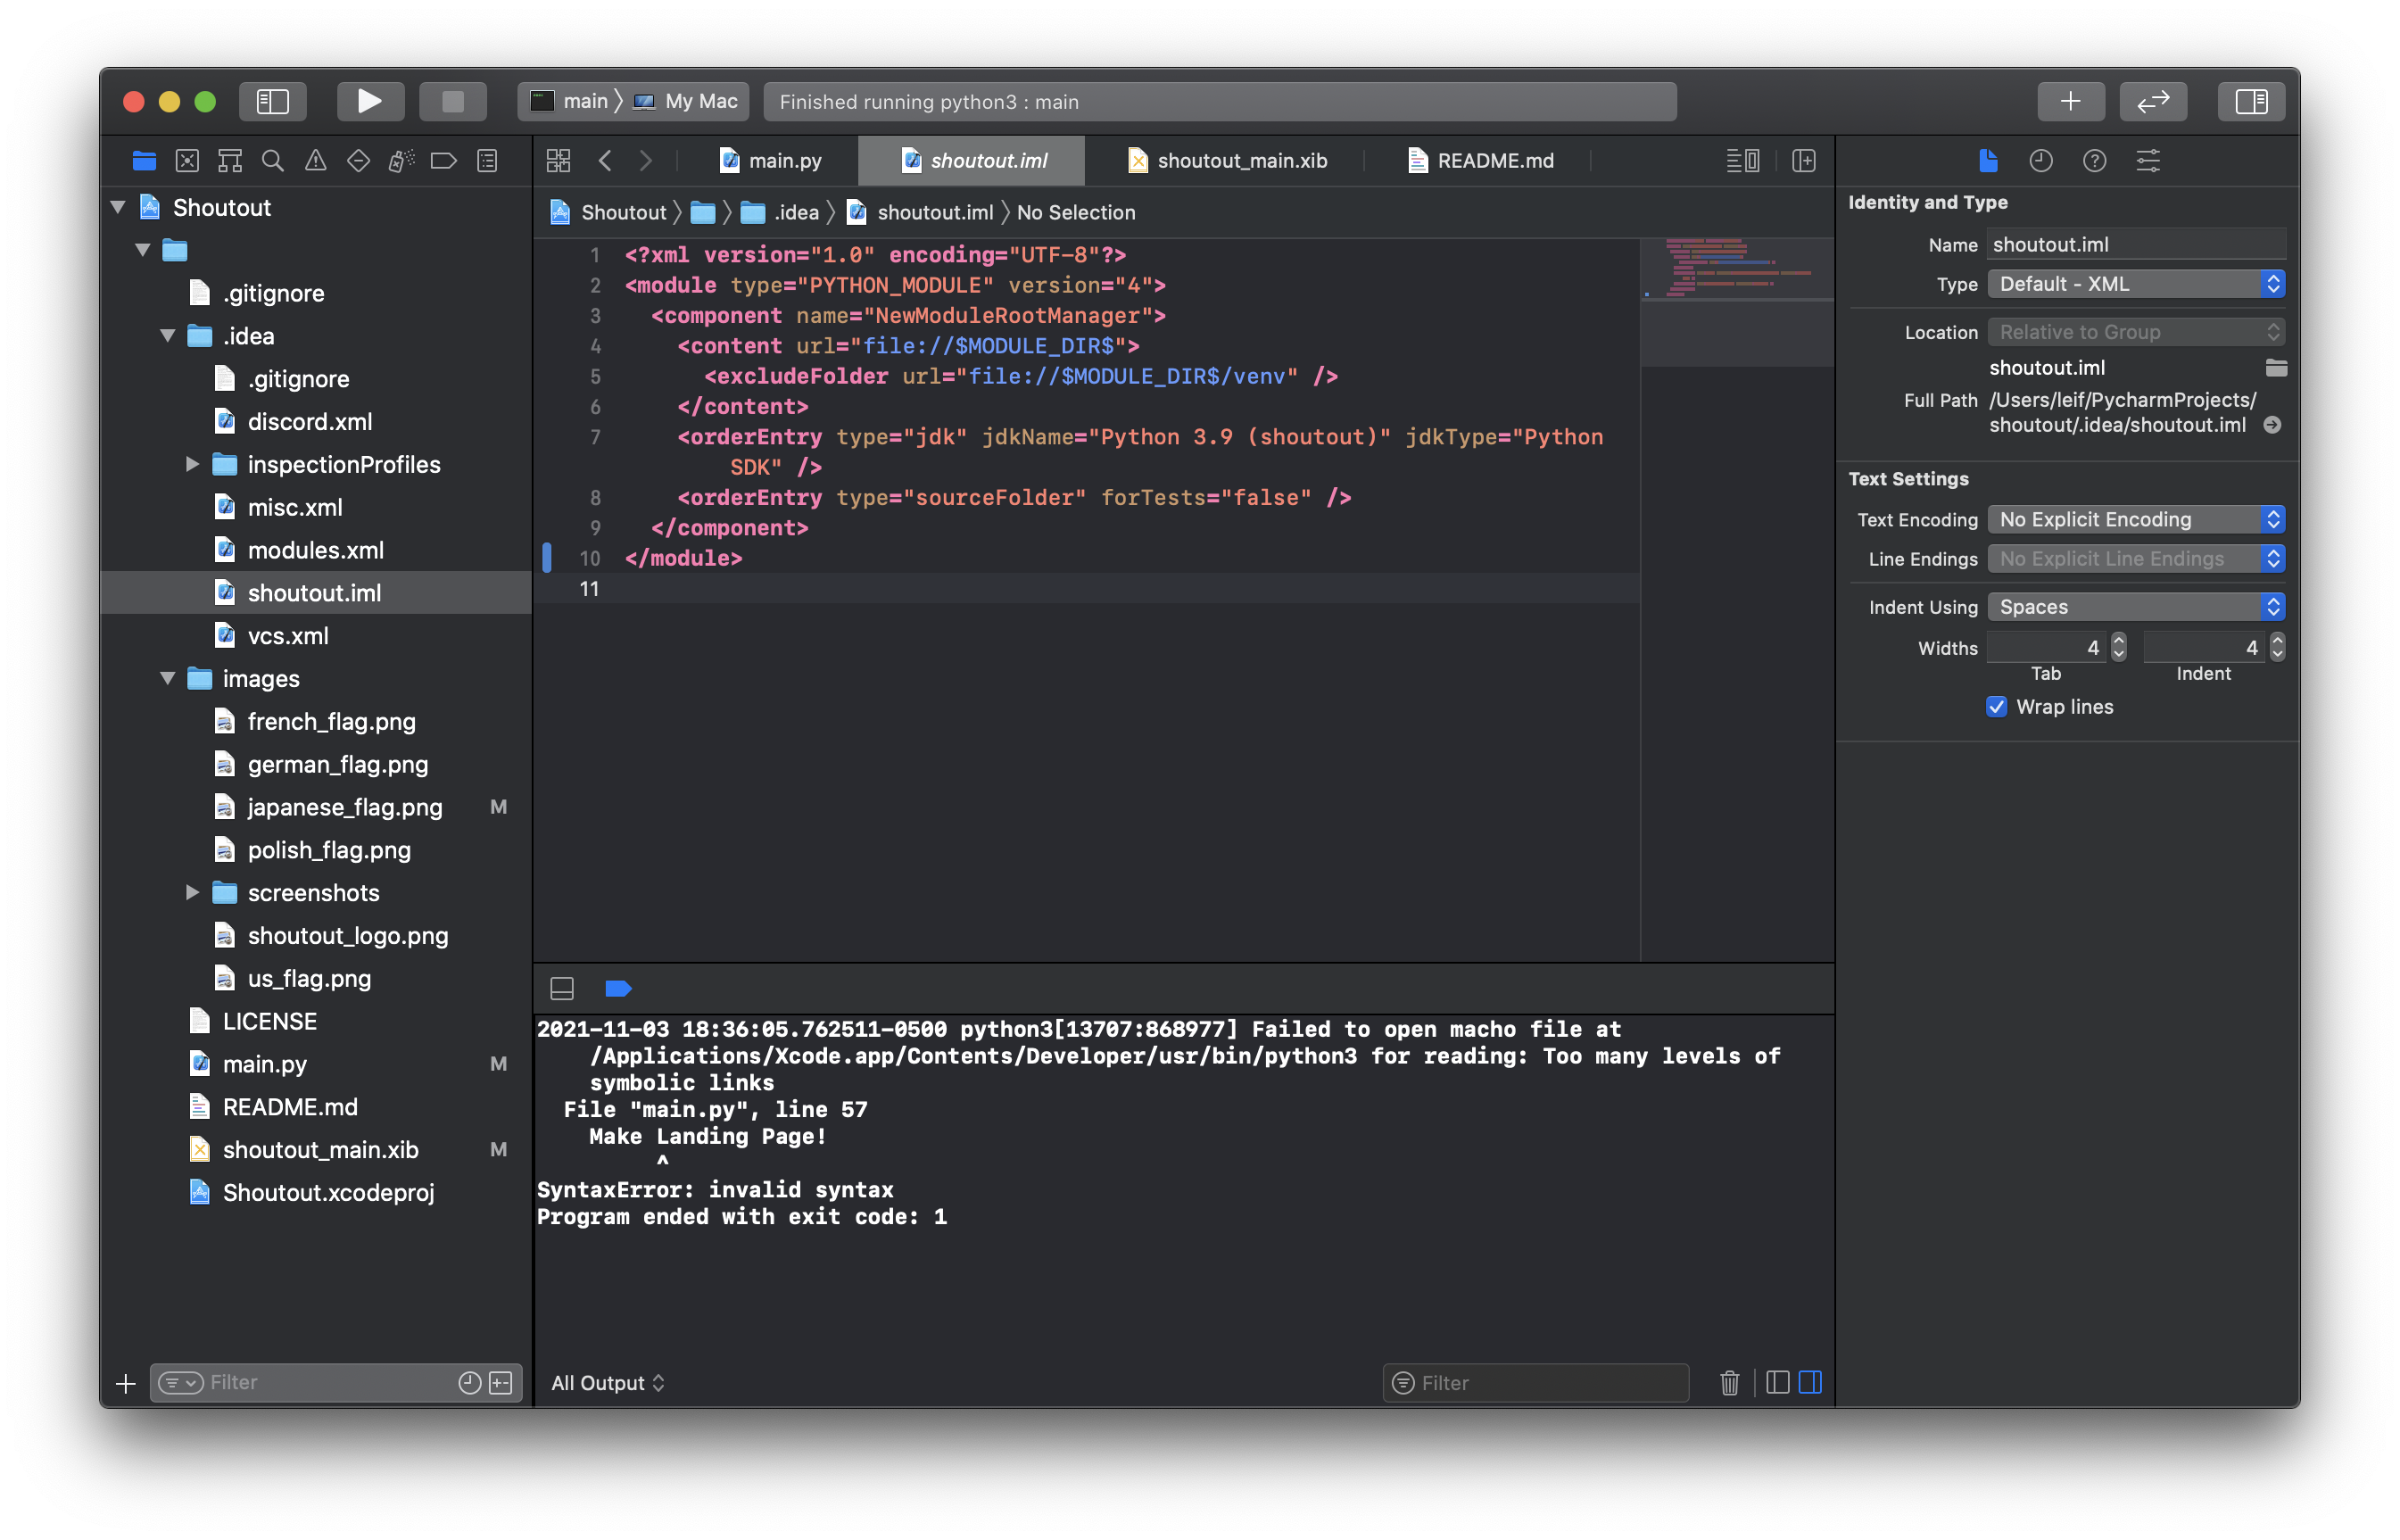 main My Mac
Finished running python3 : main
Shoutout
.gitignore
.idea
.gitignore
discord.xml
inspectionProfiles
misc.xml
modules.xml
shoutout.iml
vcs.xml
images
french_flag.png
german_flag.png
japanese_flag.png M
polish_flag.png
screenshots
shoutout_logo.png
us_flag.png
LICENSE
main.py M
README.md
shoutout_main.xib M
Shoutout.xcodeproj
Filter
main.py shoutout.iml shoutout_main.xib README.md
Shoutout .idea shoutout.iml No Selection
1 <?xml version="1.0" encoding="UTF-8"?>
2 <module type="PYTHON_MODULE" version="4">
3 <component name="NewModuleRootManager">
4 <content url="file://$MODULE_DIR$">
5 <excludeFolder url="file://$MODULE_DIR$/venv" />
6 </content>
7 <orderEntry type="jdk" jdkName="Python 3.9 (shoutout)" jdkType="Python
SDK" />
8 <orderEntry type="sourceFolder" forTests="false" />
9 </component>
10 </module>
11
2021-11-03 18:36:05.762511-0500 python3[13707:868977] Failed to open macho file at
/Applications/Xcode.app/Contents/Developer/usr/bin/python3 for reading: Too many levels of
symbolic links
File "main.py", line 57
Make Landing Page!
^
SyntaxError: invalid syntax
Program ended with exit code: 1
All Output
Filter
Identity and Type
Name shoutout.iml
Type Default - XML
Location Relative to Group
shoutout.iml
Full Path /Users/leif/PycharmProjects/
shoutout/.idea/shoutout.iml
Text Settings
Text Encoding No Explicit Encoding
Line Endings No Explicit Line Endings
Indent Using Spaces
Widths 4 4
Tab Indent
Wrap lines